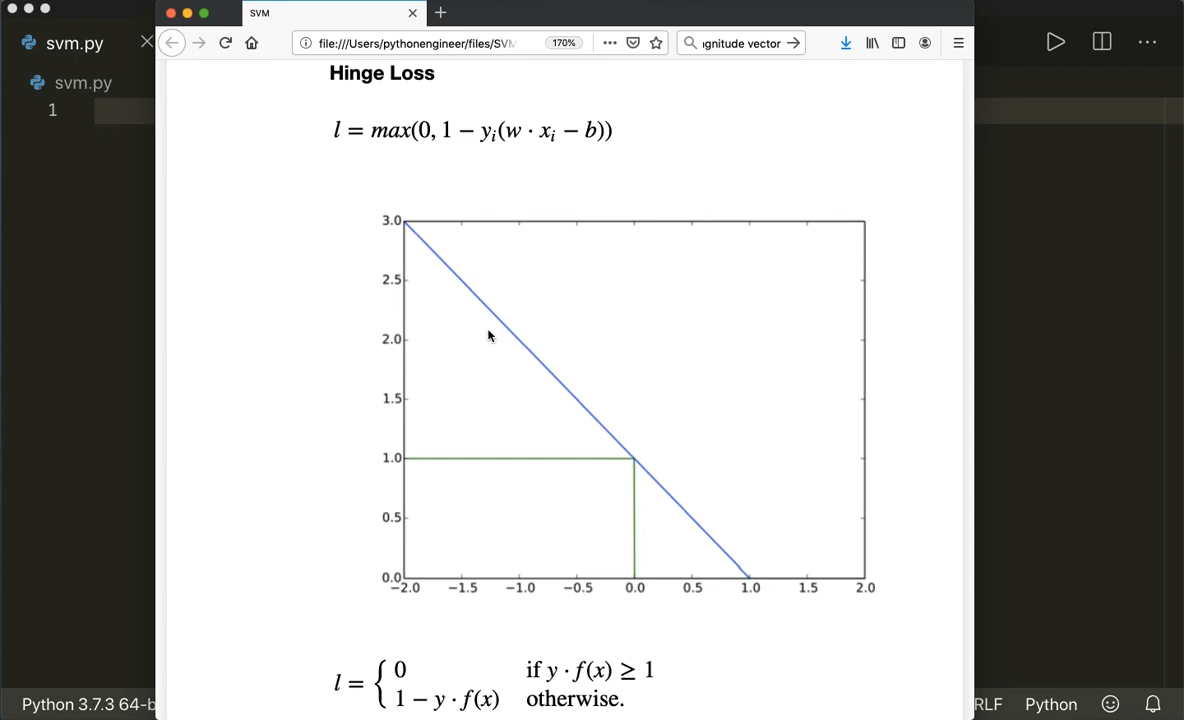 SVM
svm.py
file:///Users/pythonengineer/files/SVM
170%
ignitude vector
svm.py
1
Hinge Loss
l = max(0, 1 − yᵢ(w · xᵢ − b))
3.0
2.5
2.0
1.5
1.0
0.5
0.0
−2.0 −1.5 −1.0 −0.5 0.0 0.5 1.0 1.5 2.0
l = { 0 if y · f(x) ≥ 1
1 − y · f(x) otherwise.
Python 3.7.3 64-b
RLF
Python